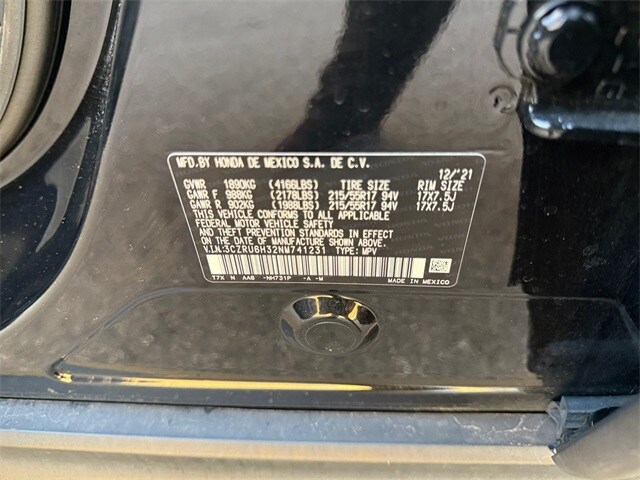 MFD.BY HONDA DE MEXICO S.A. DE C.V. 12/'21
GVWR 1890KG (4166LBS) TIRE SIZE RIM SIZE
GAWR F 988KG (2178LBS) 215/55R17 94V 17X7.5J
GAWR R 902KG (1988LBS) 215/55R17 94V 17X7.5J
THIS VEHICLE CONFORMS TO ALL APPLICABLE
FEDERAL MOTOR VEHICLE SAFETY
AND THEFT PREVENTION STANDARDS IN EFFECT
ON THE DATE OF MANUFACTURE SHOWN ABOVE.
V.I.N:3CZRU6H32NM741231 TYPE: MPV
T7X N AAB -NH731P -A -M MADE IN MEXICO